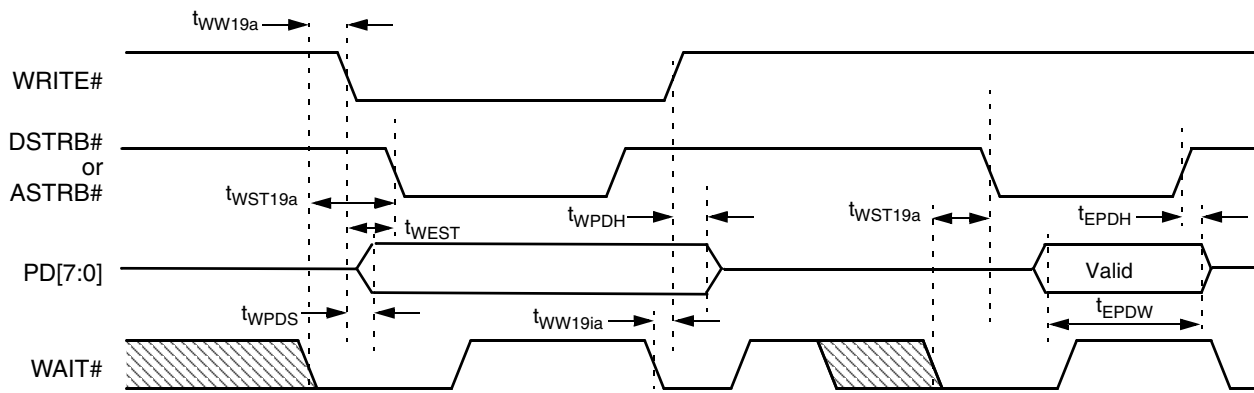 tWW19a
WRITE#
DSTRB#
or
ASTRB#
tWST19a
tWEST
tWPDH
tWST19a
tEPDH
PD[7:0]
Valid
tWPDS
tWW19ia
tEPDW
WAIT#